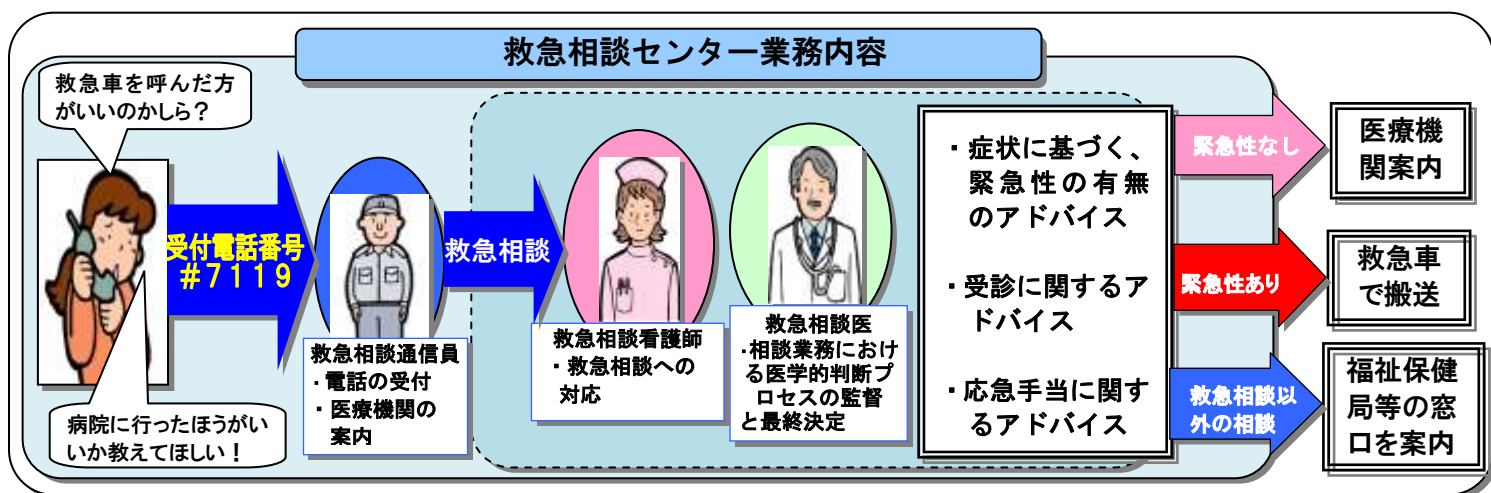 救急相談センター業務内容
救急車を呼んだ方
がいいのかしら？
病院に行ったほうがい
いか教えてほしい！
受付電話番号
＃7119
救急相談通信員
・電話の受付
・医療機関の
案内
救急相談
救急相談看護師
・救急相談への
対応
救急相談医
・相談業務におけ
る医学的判断プ
ロセスの監督
と最終決定
・症状に基づく、
緊急性の有無
のアドバイス
・受診に関するア
ドバイス
・応急手当に関す
るアドバイス
緊急性なし
医療機
関案内
緊急性あり
救急車
で搬送
救急相談以
外の相談
福祉保健
局等の窓
口を案内